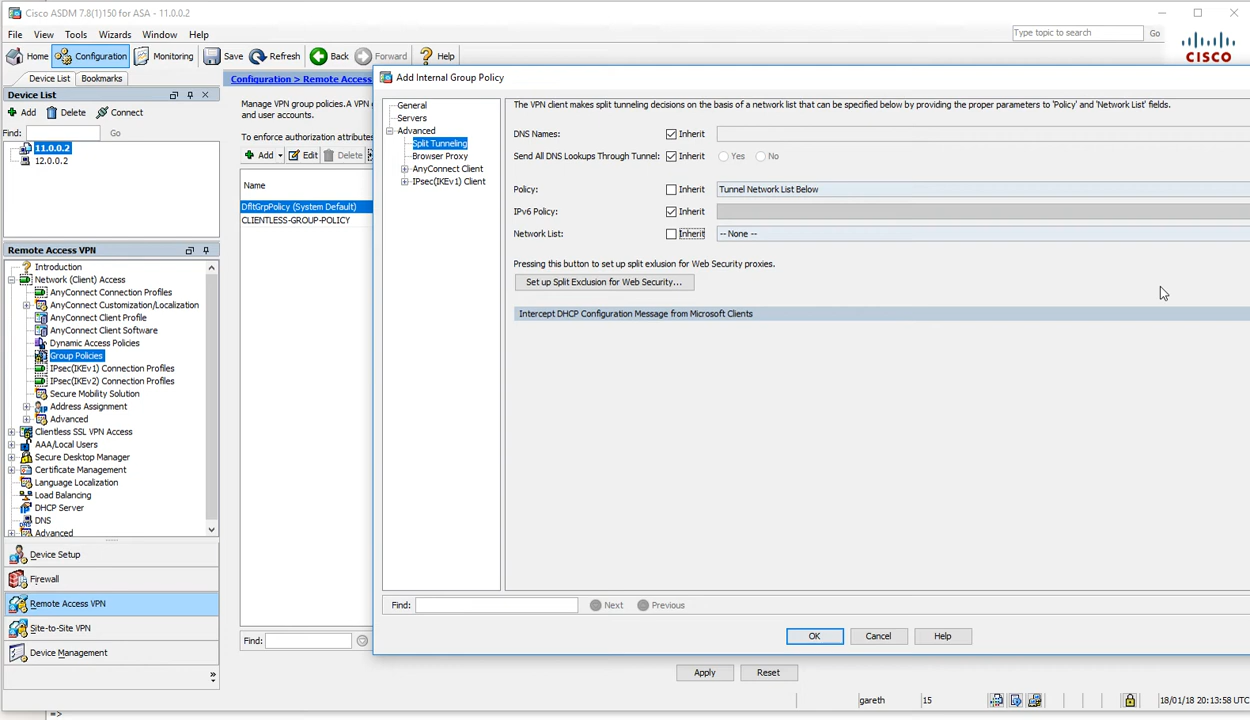 Cisco ASDM 7.8(1)150 for ASA - 11.0.0.2
File View Tools Wizards Window Help
Type topic to search Go
CISCO
Home Configuration Monitoring Save Refresh Back Forward Help
Device List Bookmarks
Device List
Add Delete Connect
Find: Go
11.0.0.2
12.0.0.2
Remote Access VPN
Introduction
Network (Client) Access
AnyConnect Connection Profiles
AnyConnect Customization/Localization
AnyConnect Client Profile
AnyConnect Client Software
Dynamic Access Policies
Group Policies
IPsec(IKEv1) Connection Profiles
IPsec(IKEv2) Connection Profiles
Secure Mobility Solution
Address Assignment
Advanced
Clientless SSL VPN Access
AAA/Local Users
Secure Desktop Manager
Certificate Management
Language Localization
Load Balancing
DHCP Server
DNS
Advanced
Device Setup
Firewall
Remote Access VPN
Site-to-Site VPN
Device Management
»
Configuration > Remote Access
Manage VPN group policies.A VPN g
and user accounts.
To enforce authorization attributes
Add Edit Delete
Name
DfltGrpPolicy (System Default)
CLIENTLESS-GROUP-POLICY
Find:
Add Internal Group Policy
General
Servers
Advanced
Split Tunneling
Browser Proxy
AnyConnect Client
IPsec(IKEv1) Client
The VPN client makes split tunneling decisions on the basis of a network list that can be specified below by providing the proper parameters to 'Policy' and 'Network List' fields.
DNS Names: Inherit
Send All DNS Lookups Through Tunnel: Inherit Yes No
Policy: Inherit Tunnel Network List Below
IPv6 Policy: Inherit
Network List: Inherit -- None --
Pressing this button to set up split exlusion for Web Security proxies.
Set up Split Exclusion for Web Security...
Intercept DHCP Configuration Message from Microsoft Clients
Find: Next Previous
OK Cancel Help
Apply Reset
gareth 15 18/01/18 20:13:58 UTC
=>